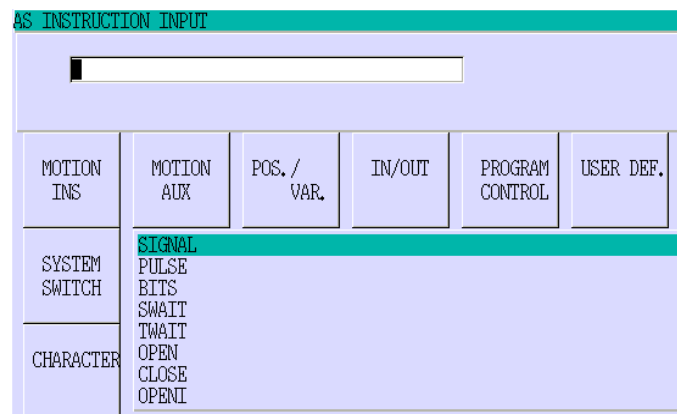 AS INSTRUCTION INPUT
MOTION INS
MOTION AUX
POS./ VAR.
IN/OUT
PROGRAM CONTROL
USER DEF.
SYSTEM SWITCH
CHARACTER
SIGNAL
PULSE
BITS
SWAIT
TWAIT
OPEN
CLOSE
OPENI